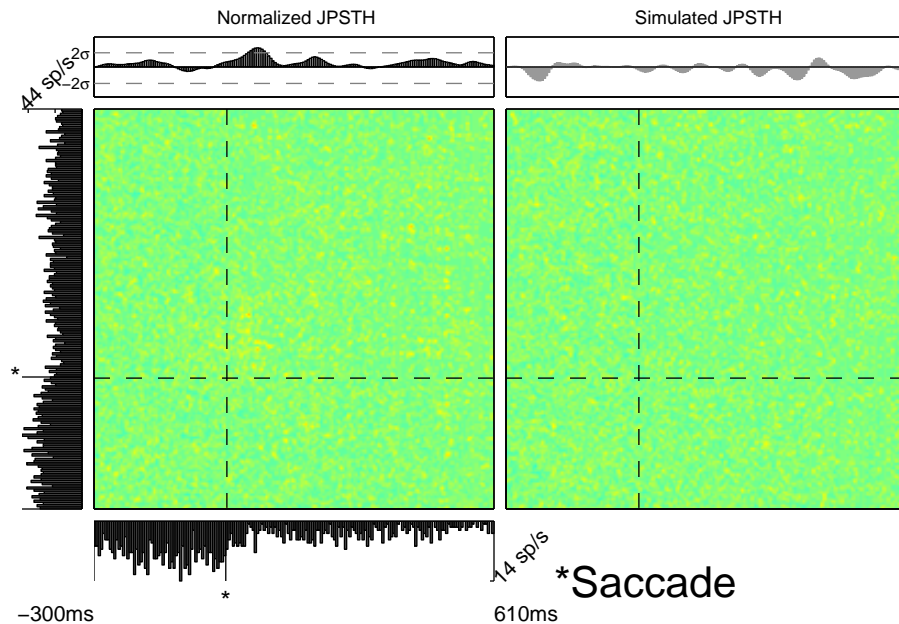 Normalized JPSTH
Simulated JPSTH
2σ
−2σ
44 sp/s
*
14 sp/s
*
*Saccade
−300ms
610ms